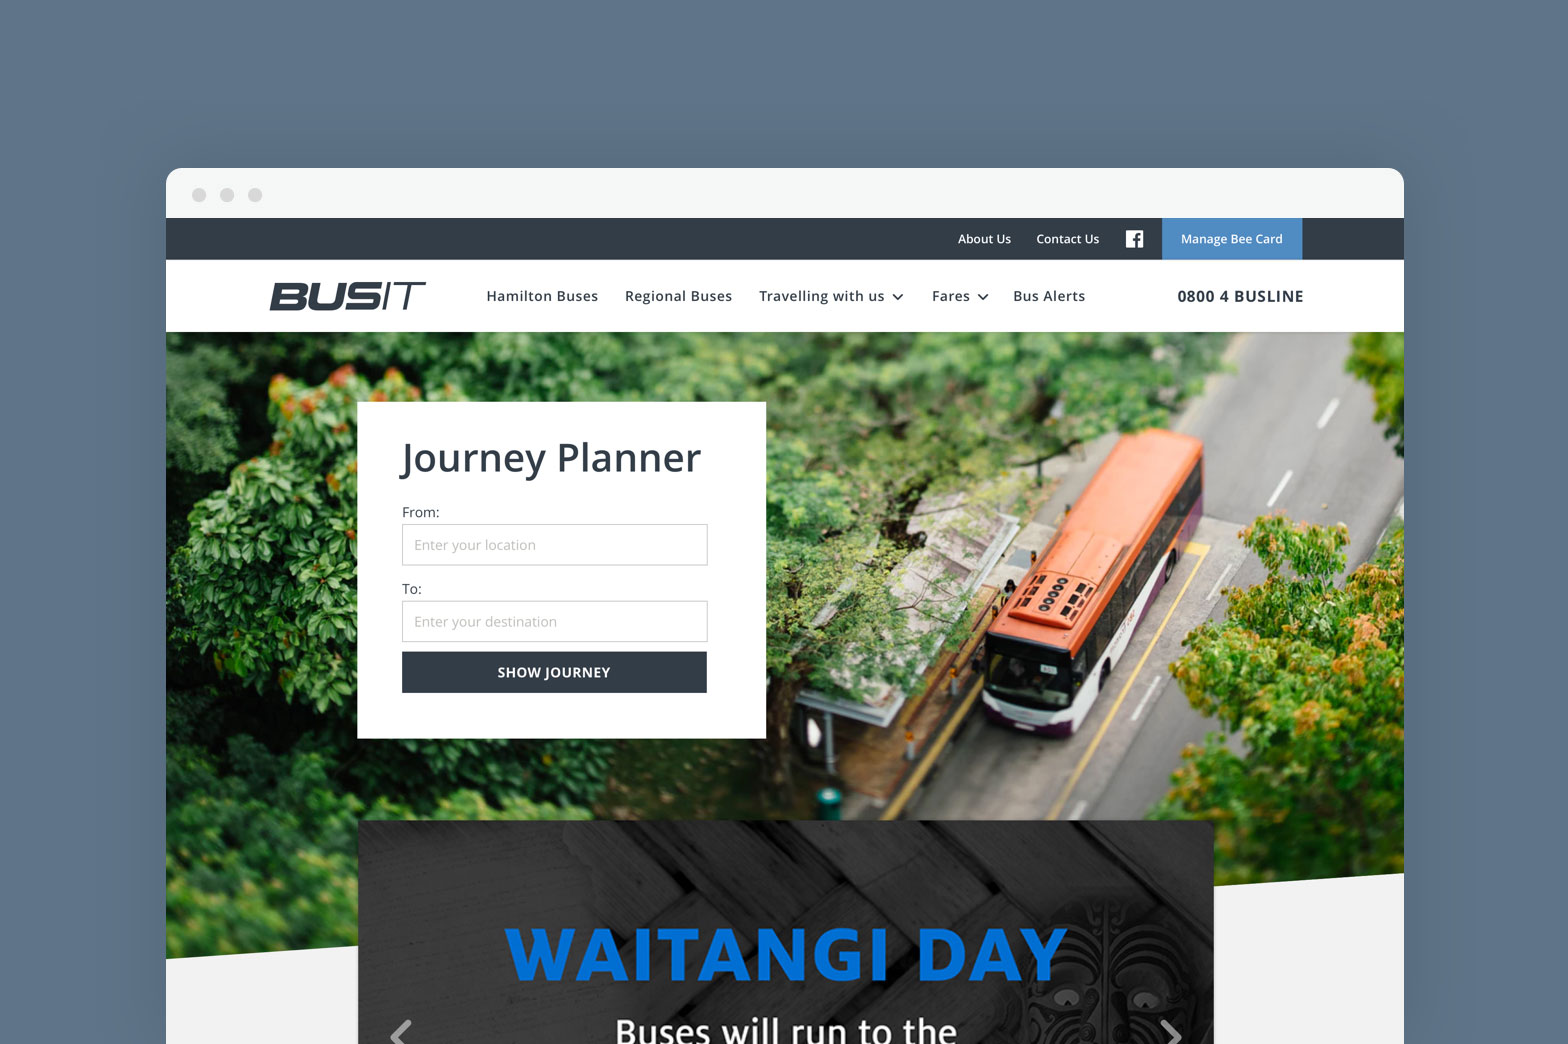 About Us Contact Us Manage Bee Card
BUSIT Hamilton Buses Regional Buses Travelling with us Fares Bus Alerts 0800 4 BUSLINE
Journey Planner
From:
Enter your location
To:
Enter your destination
SHOW JOURNEY
WAITANGI DAY
Buses will run to the